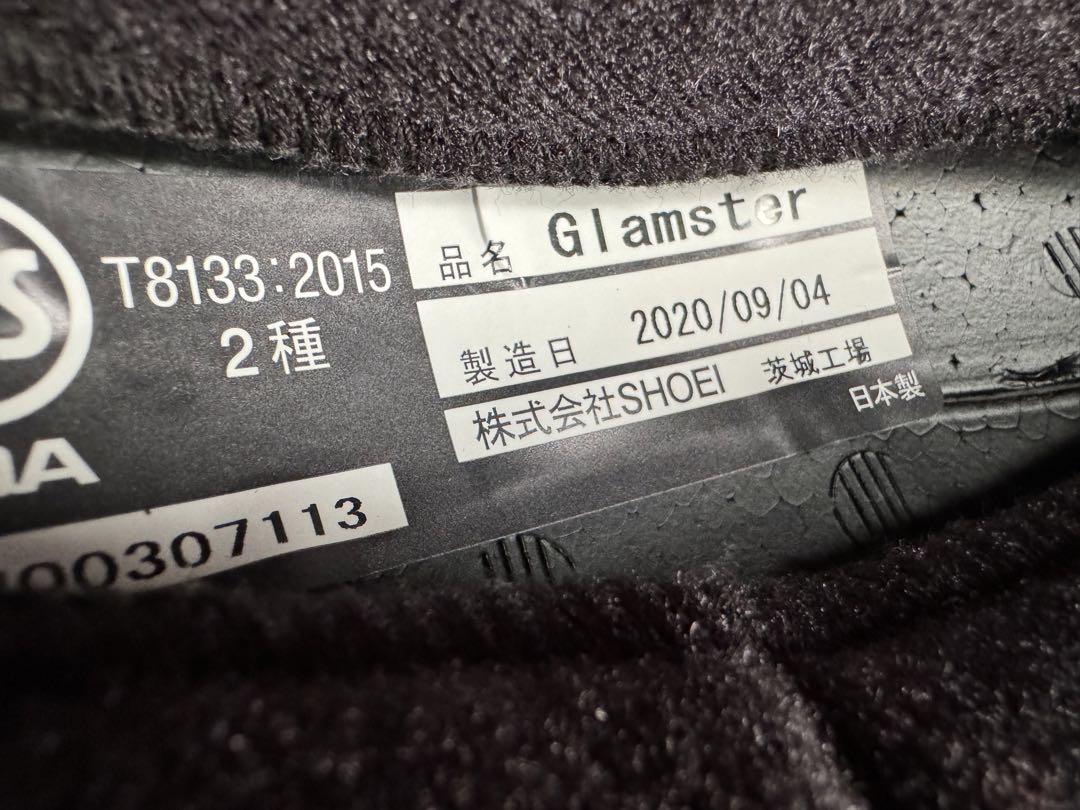 T8133:2015
2種
品名 Glamster
製造日 2020/09/04
株式会社SHOEI 茨城工場
日本製
00307113